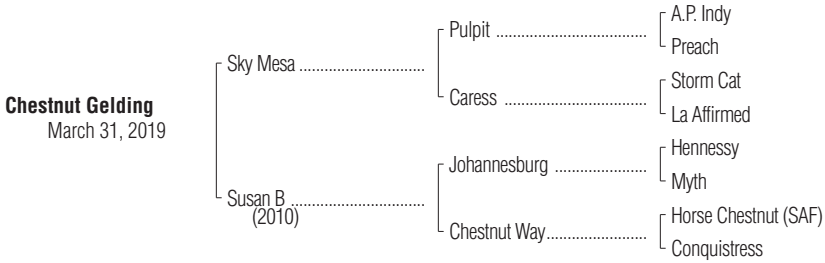 A.P. Indy
Pulpit ..........................................
Preach
Sky Mesa ...................................
Storm Cat
Caress ........................................
La Affirmed
Chestnut Gelding
March 31, 2019
Hennessy
Johannesburg ..........................
Myth
Susan B .....................................
(2010)
Horse Chestnut (SAF)
Chestnut Way............................
Conquistress